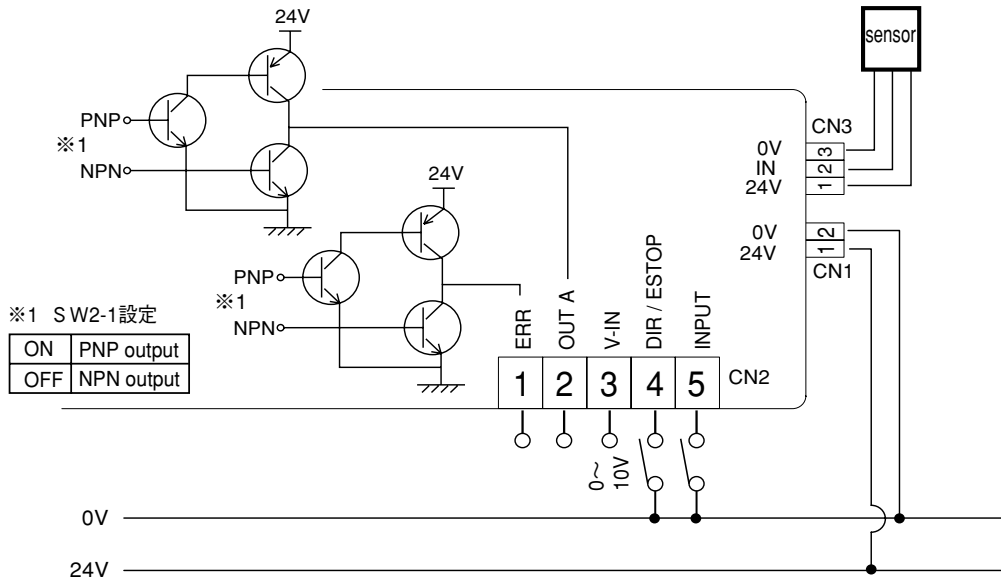 24V
sensor
PNP
※1
NPN
CN3
0V 3
IN 2
24V 1
24V
0V 2
24V 1
CN1
PNP
※1
NPN
※1 SW2-1設定
ON PNP output
OFF NPN output
ERR
OUT A
V-IN
DIR / ESTOP
INPUT
1 2 3 4 5 CN2
0～
10V
0V
24V